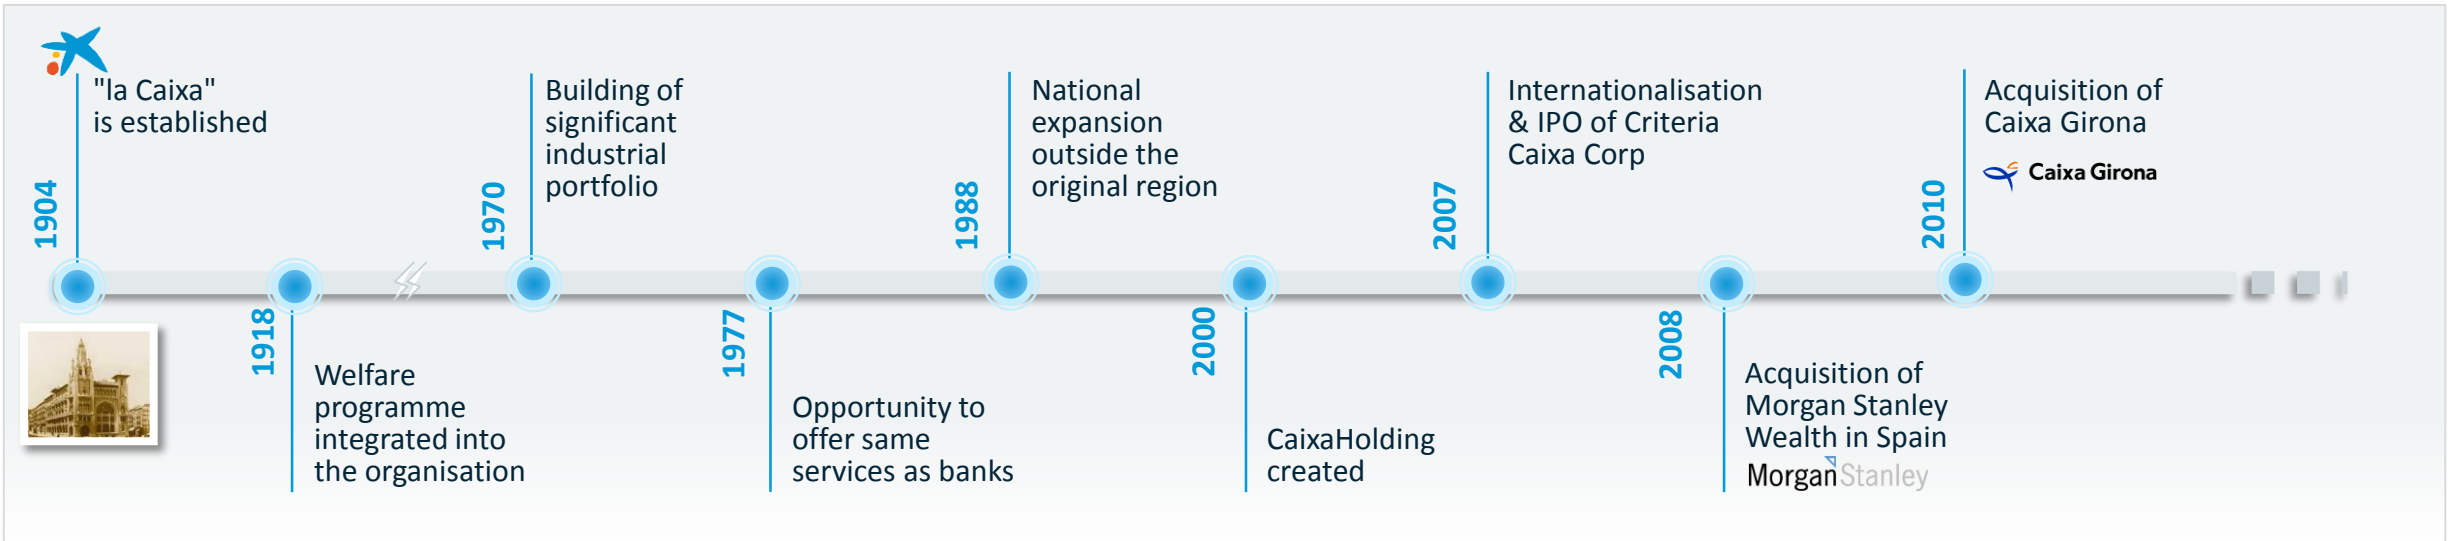 1904
"la Caixa"
is established
1918
Welfare
programme
integrated into
the organisation
1970
Building of
significant
industrial
portfolio
1977
Opportunity to
offer same
services as banks
1988
National
expansion
outside the
original region
2000
CaixaHolding
created
2007
Internationalisation
& IPO of Criteria
Caixa Corp
2008
Acquisition of
Morgan Stanley
Wealth in Spain
Morgan Stanley
2010
Acquisition of
Caixa Girona
Caixa Girona